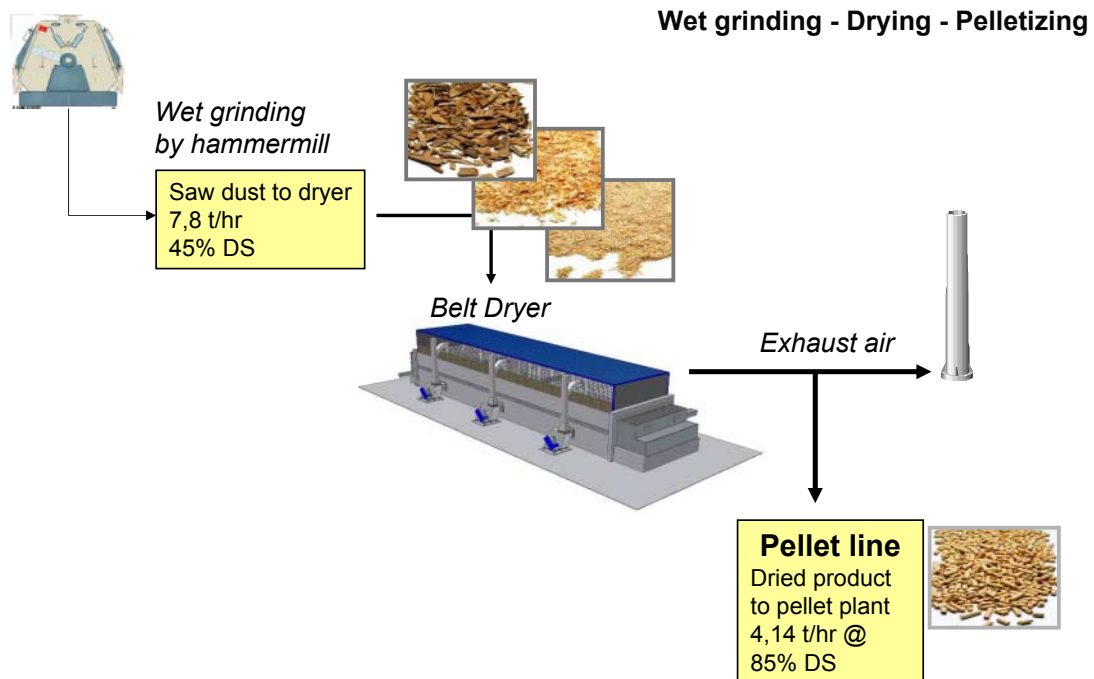 Wet grinding - Drying - Pelletizing
Wet grinding
by hammermill
Saw dust to dryer
7,8 t/hr
45% DS
Belt Dryer
Exhaust air
Pellet line
Dried product
to pellet plant
4,14 t/hr @
85% DS